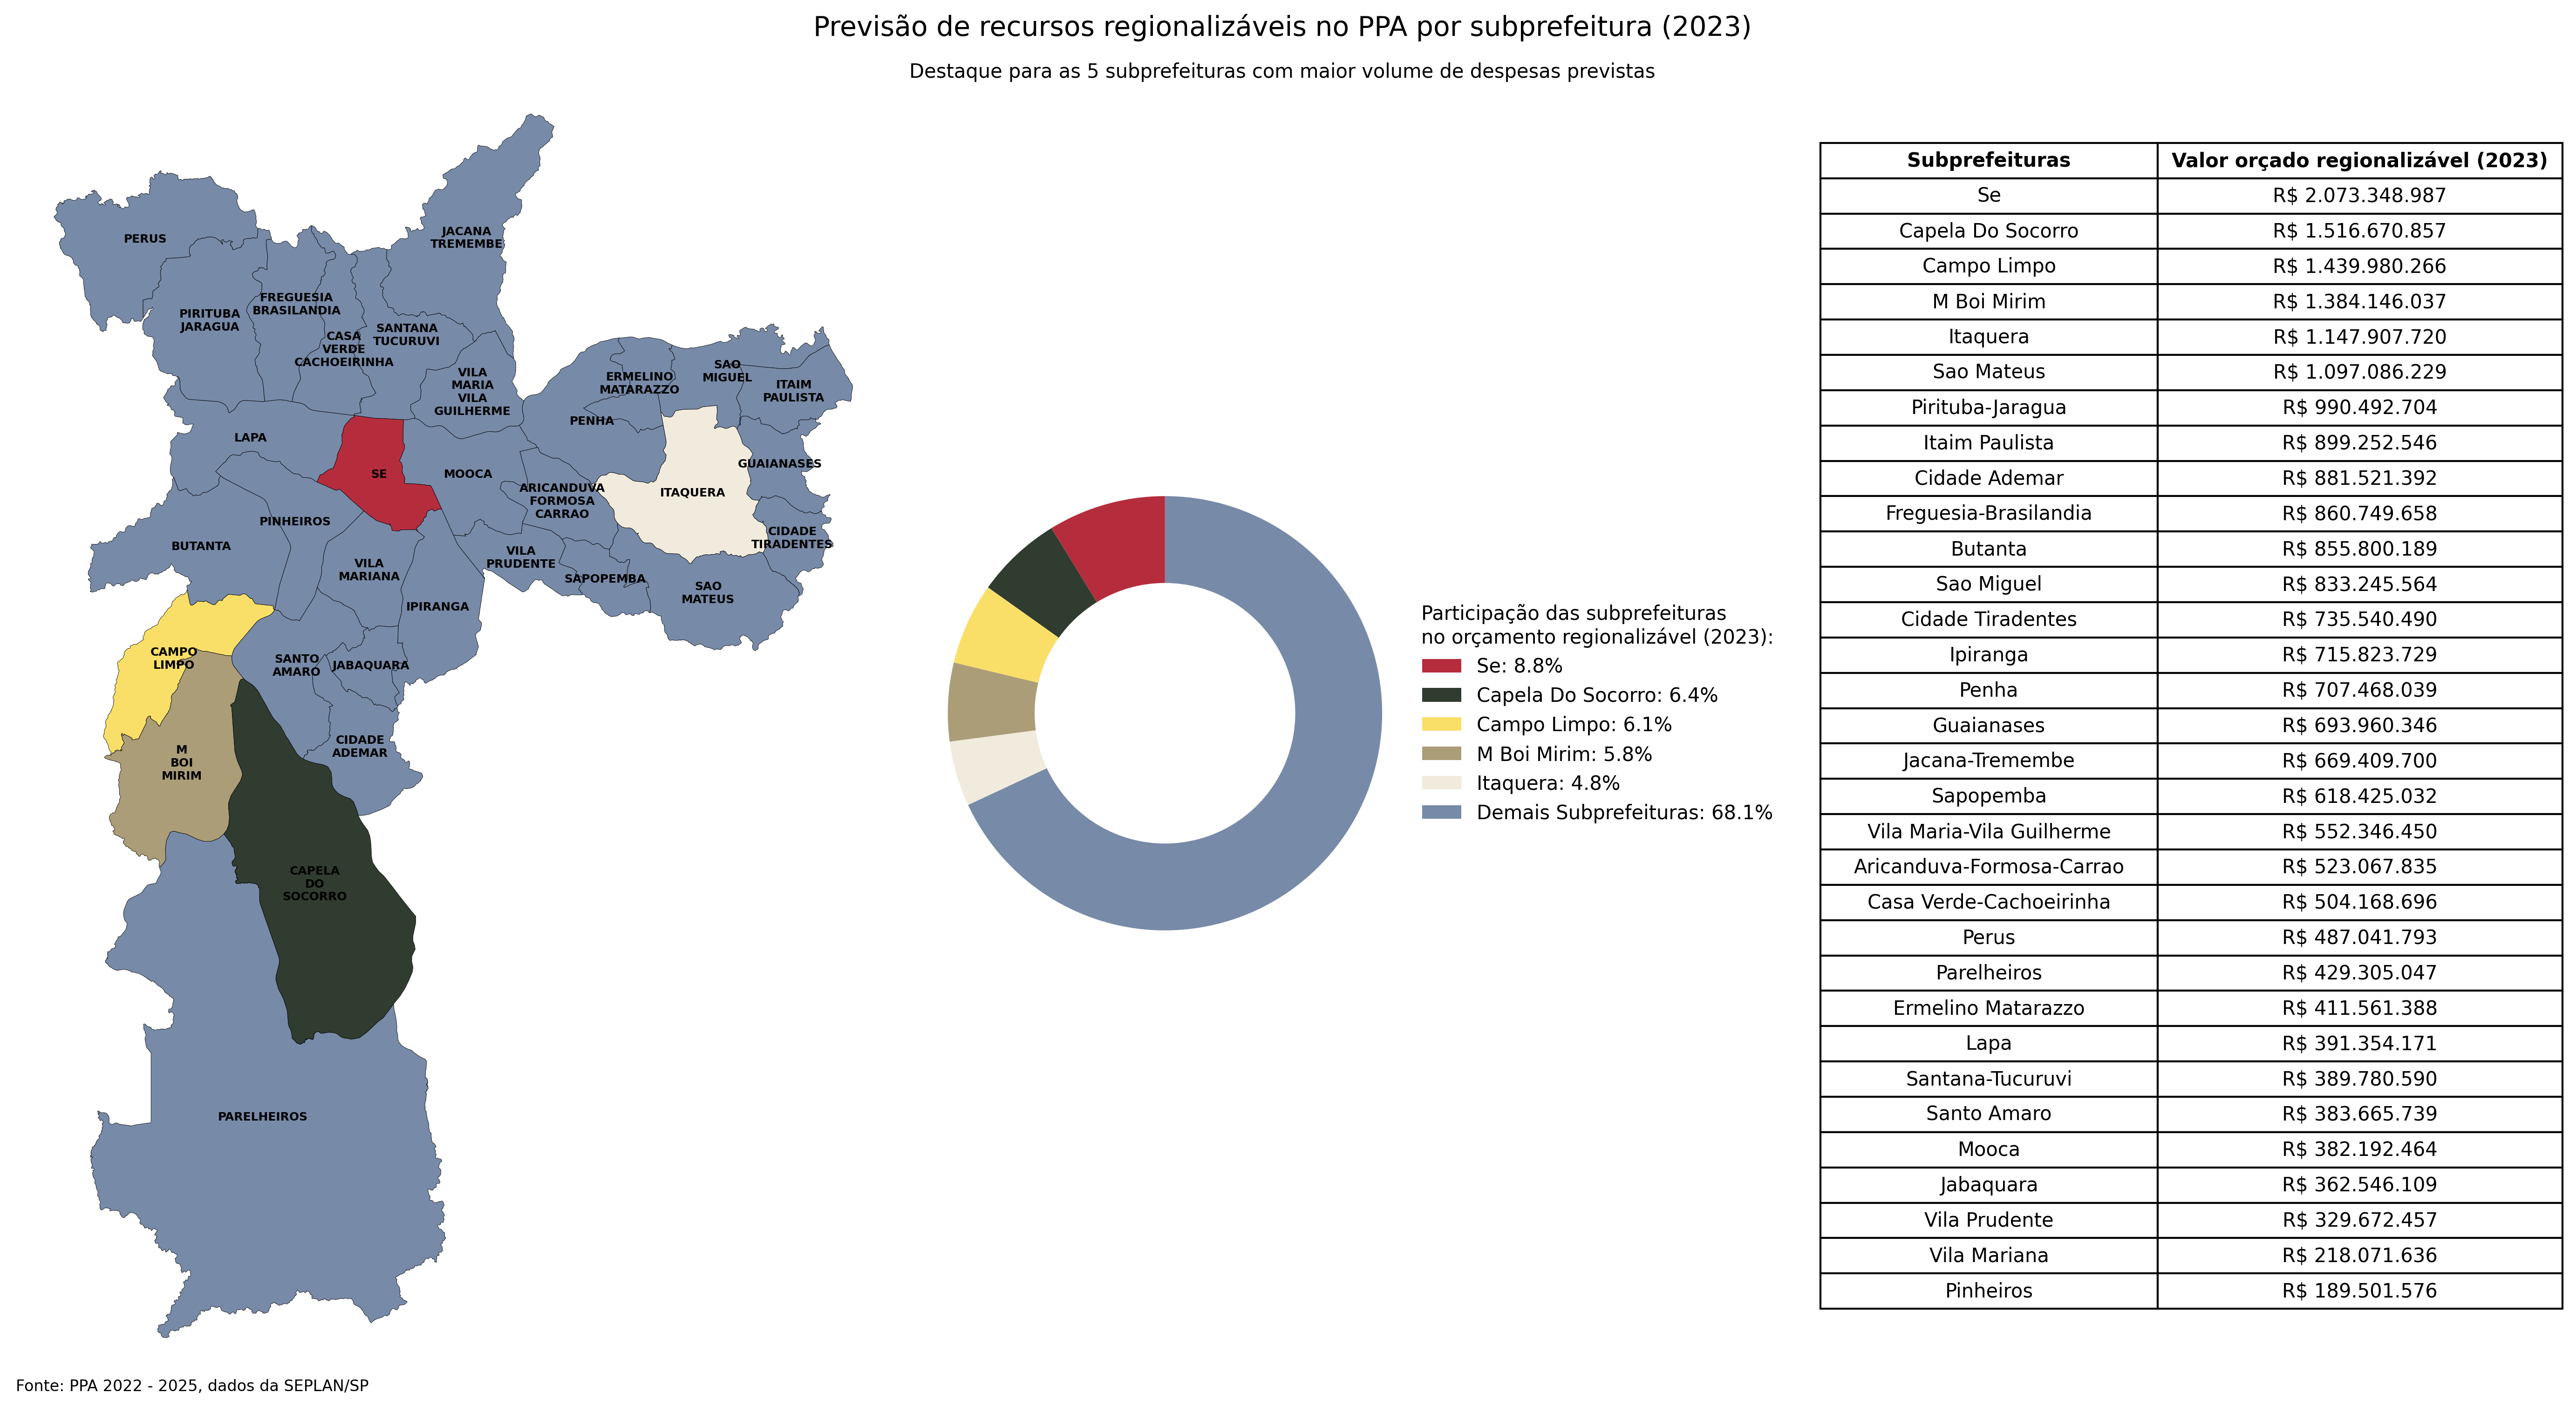 Previsão de recursos regionalizáveis no PPA por subprefeitura (2023)
Destaque para as 5 subprefeituras com maior volume de despesas previstas
PERUS
JACANA
TREMEMBE
PIRITUBA
JARAGUA
FREGUESIA
BRASILANDIA
CASA
VERDE
CACHOEIRINHA
SANTANA
TUCURUVI
VILA
MARIA
VILA
GUILHERME
ERMELINO
MATARAZZO
SAO
MIGUEL
ITAIM
PAULISTA
PENHA
LAPA
SE
MOOCA
ARICANDUVA
FORMOSA
CARRAO
ITAQUERA
GUAIANASES
PINHEIROS
BUTANTA
VILA
MARIANA
VILA
PRUDENTE
CIDADE
TIRADENTES
SAPOPEMBA
SAO
MATEUS
IPIRANGA
CAMPO
LIMPO
SANTO
AMARO
JABAQUARA
M
BOI
MIRIM
CIDADE
ADEMAR
CAPELA
DO
SOCORRO
PARELHEIROS
Participação das subprefeituras
no orçamento regionalizável (2023):
Se: 8.8%
Capela Do Socorro: 6.4%
Campo Limpo: 6.1%
M Boi Mirim: 5.8%
Itaquera: 4.8%
Demais Subprefeituras: 68.1%
Subprefeituras Valor orçado regionalizável (2023)
Se R$ 2.073.348.987
Capela Do Socorro R$ 1.516.670.857
Campo Limpo R$ 1.439.980.266
M Boi Mirim R$ 1.384.146.037
Itaquera R$ 1.147.907.720
Sao Mateus R$ 1.097.086.229
Pirituba-Jaragua R$ 990.492.704
Itaim Paulista R$ 899.252.546
Cidade Ademar R$ 881.521.392
Freguesia-Brasilandia R$ 860.749.658
Butanta R$ 855.800.189
Sao Miguel R$ 833.245.564
Cidade Tiradentes R$ 735.540.490
Ipiranga R$ 715.823.729
Penha R$ 707.468.039
Guaianases R$ 693.960.346
Jacana-Tremembe R$ 669.409.700
Sapopemba R$ 618.425.032
Vila Maria-Vila Guilherme R$ 552.346.450
Aricanduva-Formosa-Carrao R$ 523.067.835
Casa Verde-Cachoeirinha R$ 504.168.696
Perus R$ 487.041.793
Parelheiros R$ 429.305.047
Ermelino Matarazzo R$ 411.561.388
Lapa R$ 391.354.171
Santana-Tucuruvi R$ 389.780.590
Santo Amaro R$ 383.665.739
Mooca R$ 382.192.464
Jabaquara R$ 362.546.109
Vila Prudente R$ 329.672.457
Vila Mariana R$ 218.071.636
Pinheiros R$ 189.501.576
Fonte: PPA 2022 - 2025, dados da SEPLAN/SP